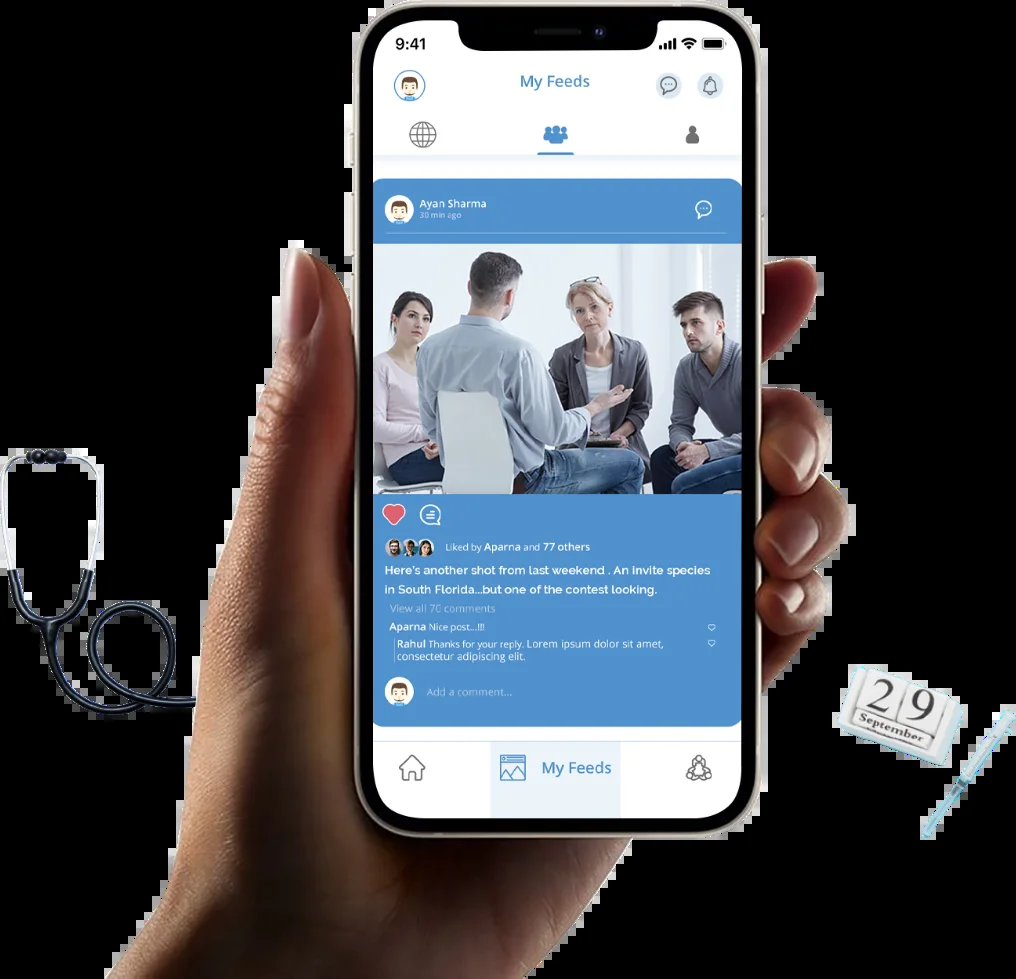 9:41
My Feeds
Ayan Sharma
30 min ago
Liked by Aparna and 77 others
Here's another shot from last weekend . An invite species
in South Florida...but one of the contest looking.
View all 70 comments
Aparna Nice post...!!!
Rahul Thanks for your reply. Lorem ipsum dolor sit amet,
consectetur adipiscing elit.
Add a comment...
29
September
My Feeds